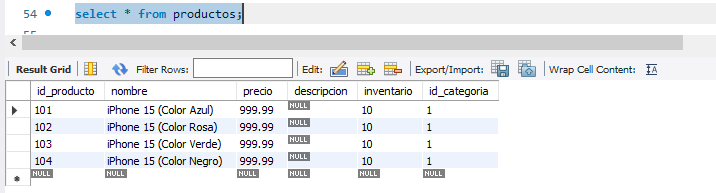 54 select * from productos;
55
Result Grid Filter Rows: Edit: Export/Import: Wrap Cell Content:
id_producto nombre precio descripcion inventario id_categoria
101 iPhone 15 (Color Azul) 999.99 NULL 10 1
102 iPhone 15 (Color Rosa) 999.99 NULL 10 1
103 iPhone 15 (Color Verde) 999.99 NULL 10 1
104 iPhone 15 (Color Negro) 999.99 NULL 10 1
NULL NULL NULL NULL NULL NULL